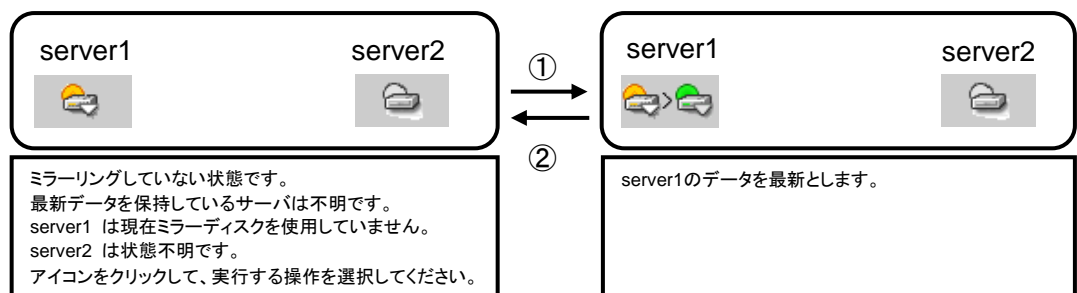 server1
server2
①
②
server1
server2
ミラーリングしていない状態です。
最新データを保持しているサーバは不明です。
server1 は現在ミラーディスクを使用していません。
server2 は状態不明です。
アイコンをクリックして、実行する操作を選択してください。
server1のデータを最新とします。